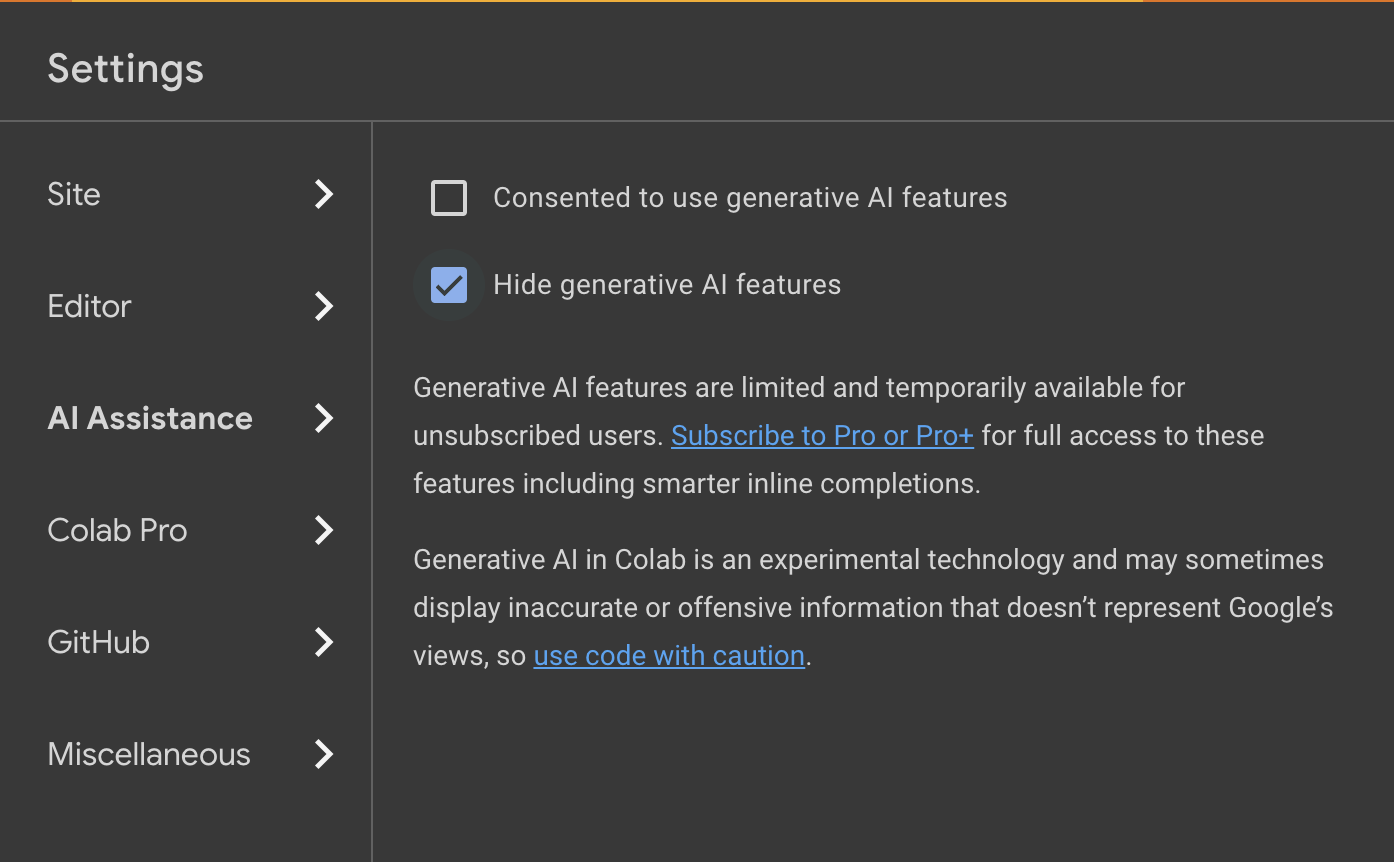 Settings
Site
Editor
AI Assistance
Colab Pro
GitHub
Miscellaneous
Consented to use generative AI features
Hide generative AI features
Generative AI features are limited and temporarily available for
unsubscribed users. Subscribe to Pro or Pro+ for full access to these
features including smarter inline completions.
Generative AI in Colab is an experimental technology and may sometimes
display inaccurate or offensive information that doesn’t represent Google’s
views, so use code with caution.